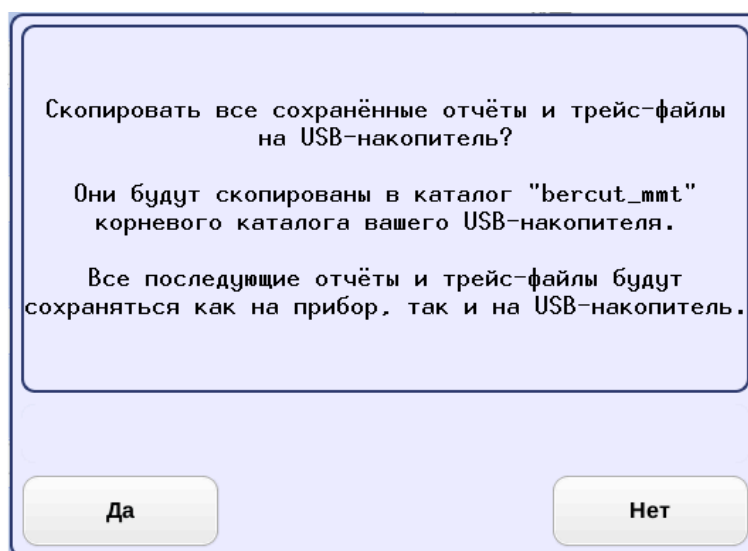 Скопировать все сохранённые отчёты и трейс-файлы
на USB-накопитель?
Они будут скопированы в каталог "bercut_mmt"
корневого каталога вашего USB-накопителя.
Все последующие отчёты и трейс-файлы будут
сохраняться как на прибор, так и на USB-накопитель.
Да
Нет